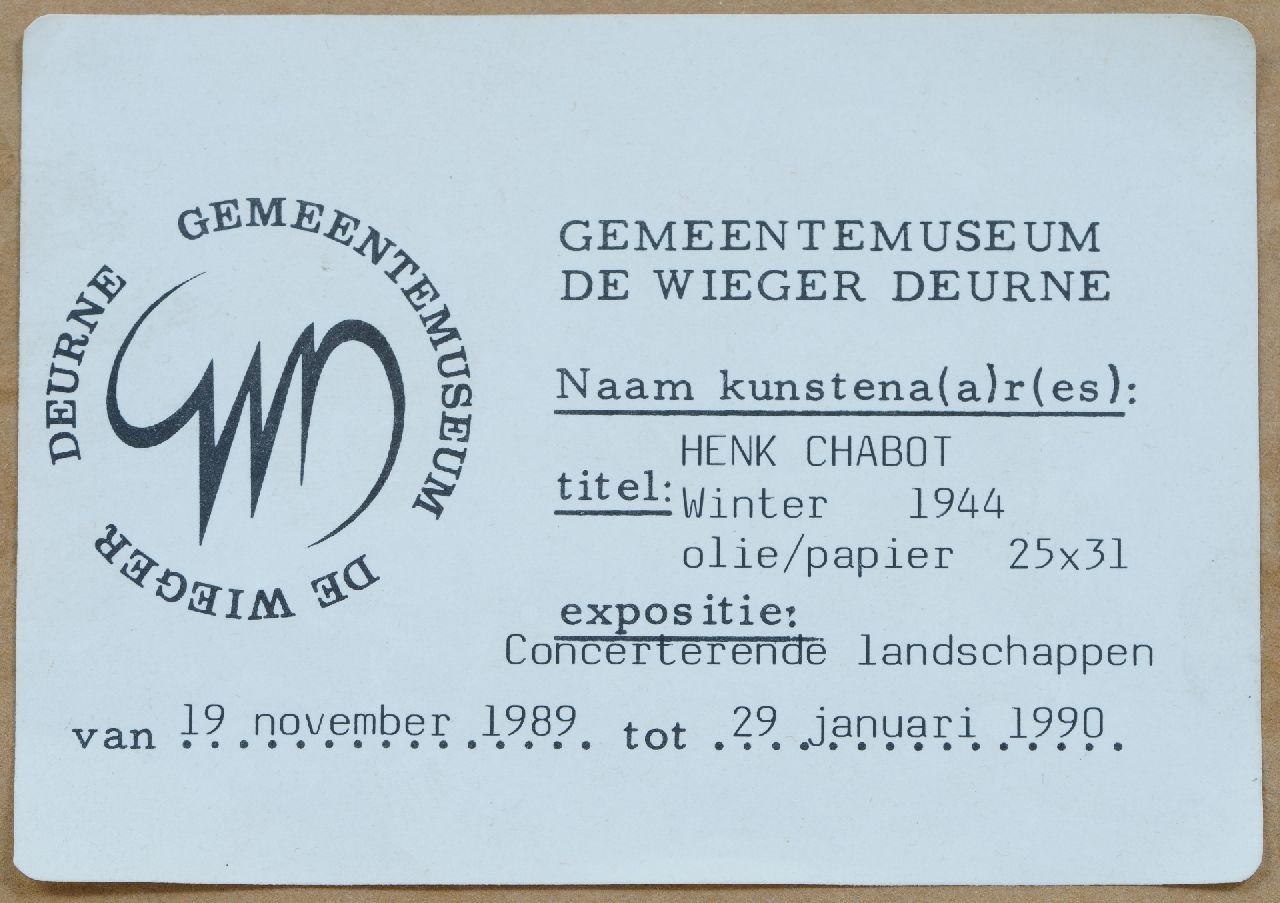 DEURNE GEMEENTEMUSEUM DE WIEGER
GEMEENTEMUSEUM
DE WIEGER DEURNE
Naam kunstena(a)r(es):
HENK CHABOT
titel: Winter 1944
olie/papier 25x31
expositie:
Concerterende landschappen
van 19 november 1989 tot 29 januari 1990